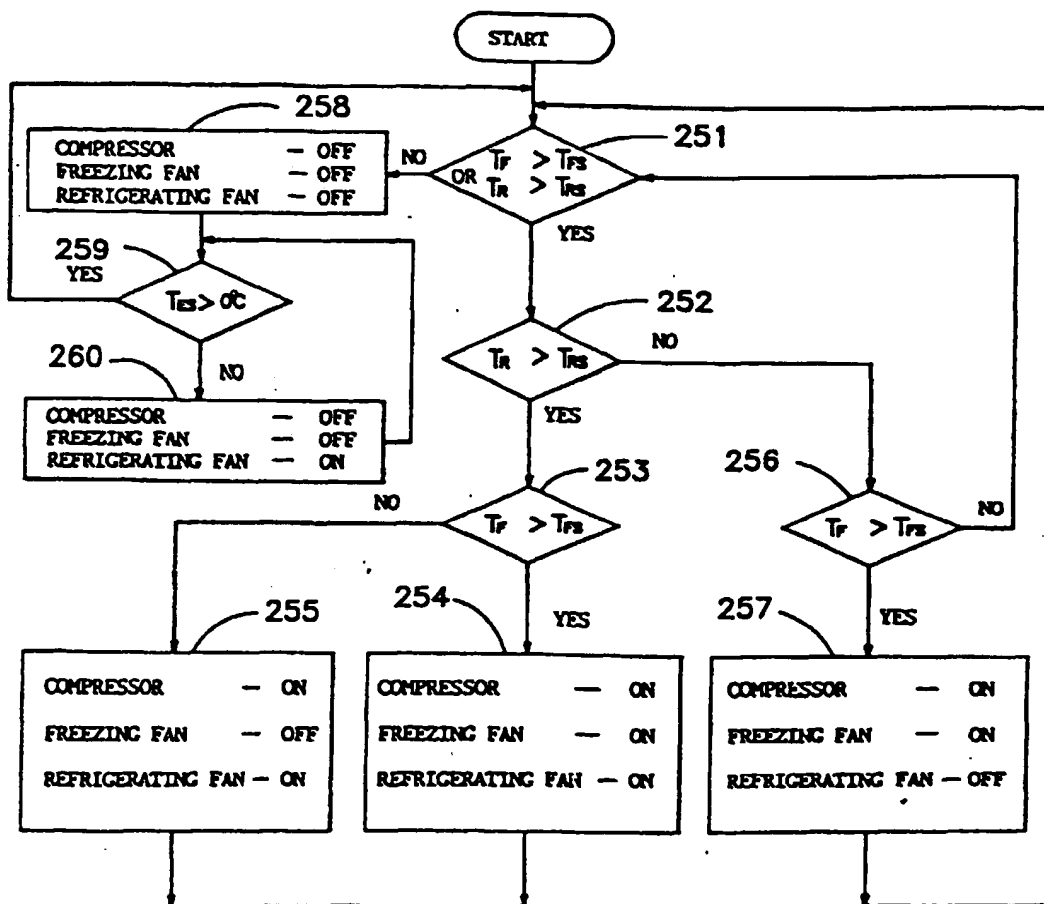 START
258
COMPRESSOR — OFF
FREEZING FAN — OFF
REFRIGERATING FAN — OFF
NO
251
TF > TFS
OR
TR > TRS
YES
259
YES
TES > 0°C
NO
252
TR > TRS
NO
YES
260
COMPRESSOR — OFF
FREEZING FAN — OFF
REFRIGERATING FAN — ON
253
TF > TFS
NO
YES
256
TF > TFS
NO
YES
255
COMPRESSOR — ON
FREEZING FAN — OFF
REFRIGERATING FAN — ON
254
COMPRESSOR — ON
FREEZING FAN — ON
REFRIGERATING FAN — ON
257
COMPRESSOR — ON
FREEZING FAN — ON
REFRIGERATING FAN — OFF